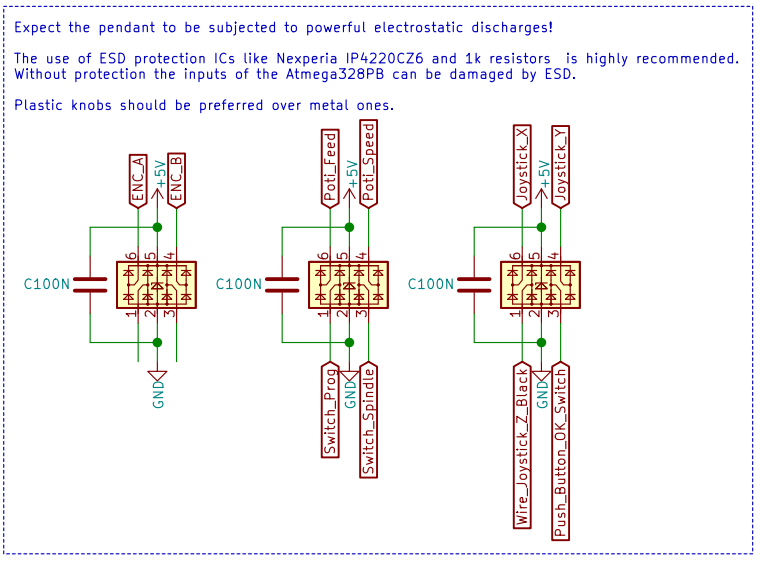 Expect the pendant to be subjected to powerful electrostatic discharges!
The use of ESD protection ICs like Nexperia IP4220CZ6 and 1k resistors  is highly recommended.
Without protection the inputs of the Atmega328PB can be damaged by ESD.
Plastic knobs should be preferred over metal ones.
ENC_A
+5V
ENC_B
6
5
4
C100N
1
2
3
GND
Poti_Feed
+5V
Poti_Speed
6
5
4
C100N
1
2
3
Switch_Prog
GND
Switch_Spindle
Joystick_X
+5V
Joystick_Y
6
5
4
C100N
1
2
3
Wire_Joystick_Z_Black
GND
Push_Button_OK_Switch